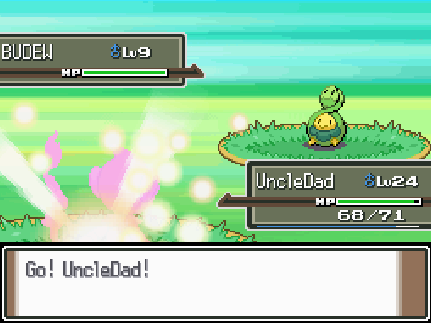 BUDEW ♂Lv9
HP
UncleDad ♂Lv24
HP
68/71
Go! UncleDad!